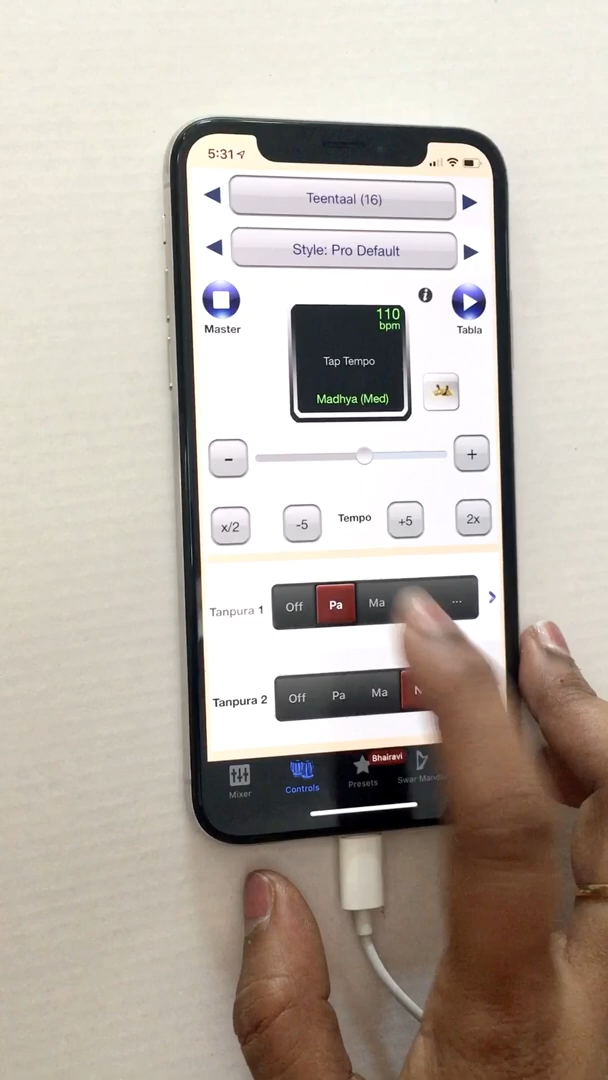 5:31
Teentaal (16)
Style: Pro Default
Master
110
bpm
Tap Tempo
Madhya (Med)
i
Tabla
-
+
x/2
-5
Tempo
+5
2x
Tanpura 1
Off
Pa
Ma
...
Tanpura 2
Off
Pa
Ma
Mixer
Controls
Presets
Bhairavi